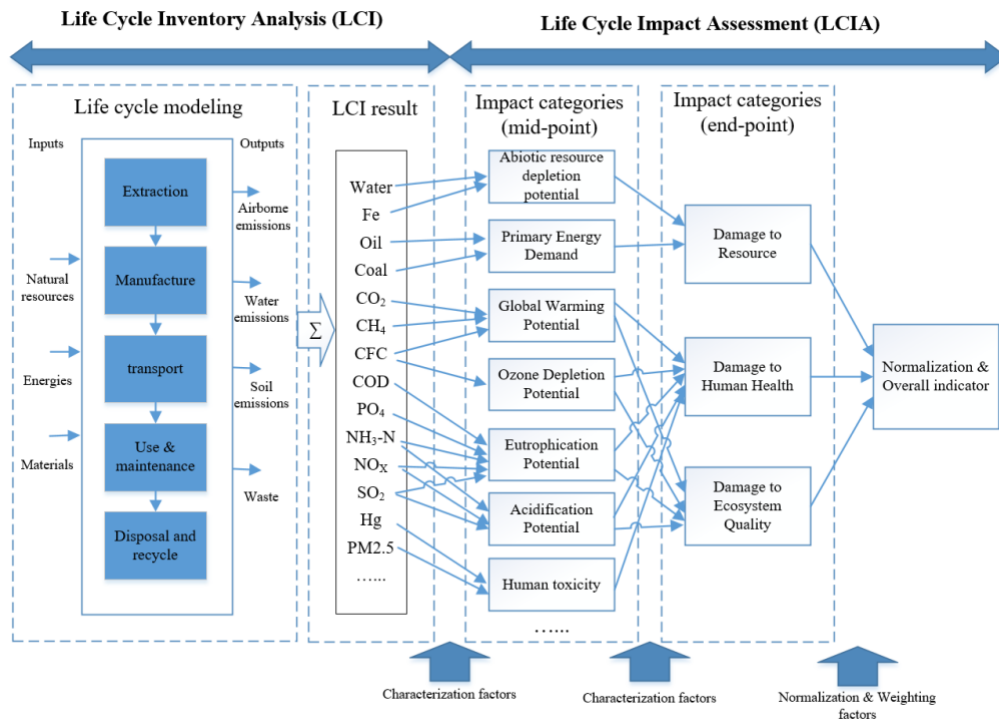 Life Cycle Inventory Analysis (LCI)
Life Cycle Impact Assessment (LCIA)
Life cycle modeling
Inputs
Outputs
Extraction
Manufacture
transport
Use &
maintenance
Disposal and
recycle
Natural
resources
Energies
Materials
Airborne
emissions
Water
emissions
Soil
emissions
Waste
∑
LCI result
Water
Fe
Oil
Coal
CO₂
CH₄
CFC
COD
PO₄
NH₃-N
NOₓ
SO₂
Hg
PM2.5
…...
Impact categories
(mid-point)
Abiotic resource
depletion
potential
Primary Energy
Demand
Global Warming
Potential
Ozone Depletion
Potential
Eutrophication
Potential
Acidification
Potential
Human toxicity
…...
Impact categories
(end-point)
Damage to
Resource
Damage to
Human Health
Damage to
Ecosystem
Quality
Normalization &
Overall indicator
Characterization factors
Characterization factors
Normalization & Weighting
factors